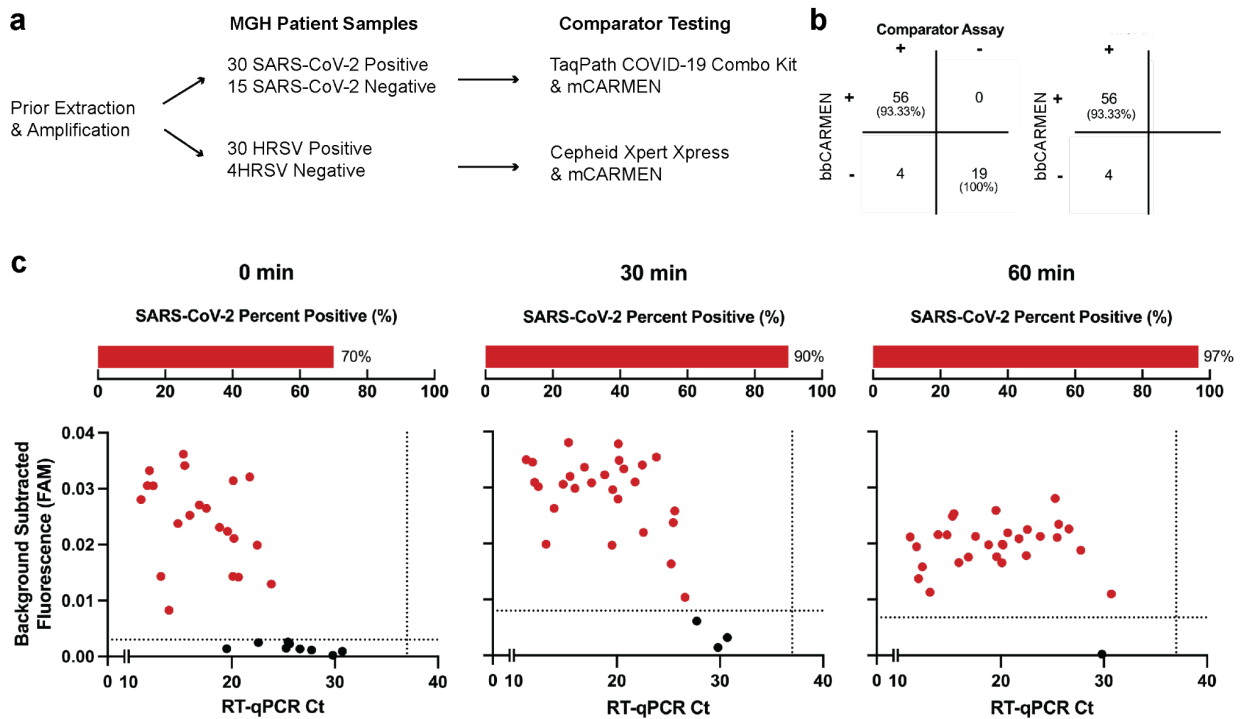 a
MGH Patient Samples
Comparator Testing
30 SARS-CoV-2 Positive
15 SARS-CoV-2 Negative
TaqPath COVID-19 Combo Kit
& mCARMEN
Prior Extraction
& Amplification
30 HRSV Positive
4HRSV Negative
Cepheid Xpert Xpress
& mCARMEN
b
Comparator Assay
+
-
bbCARMEN
+
56
(93.33%)
0
-
4
19
(100%)
+
bbCARMEN
+
56
(93.33%)
-
4
c
0 min
30 min
60 min
SARS-CoV-2 Percent Positive (%)
SARS-CoV-2 Percent Positive (%)
SARS-CoV-2 Percent Positive (%)
70%
90%
97%
0 20 40 60 80 100
0 20 40 60 80 100
0 20 40 60 80 100
Background Subtracted
Fluorescence (FAM)
0.04
0.03
0.02
0.01
0.00
0 10 20 30 40
0 10 20 30 40
0 10 20 30 40
RT-qPCR Ct
RT-qPCR Ct
RT-qPCR Ct